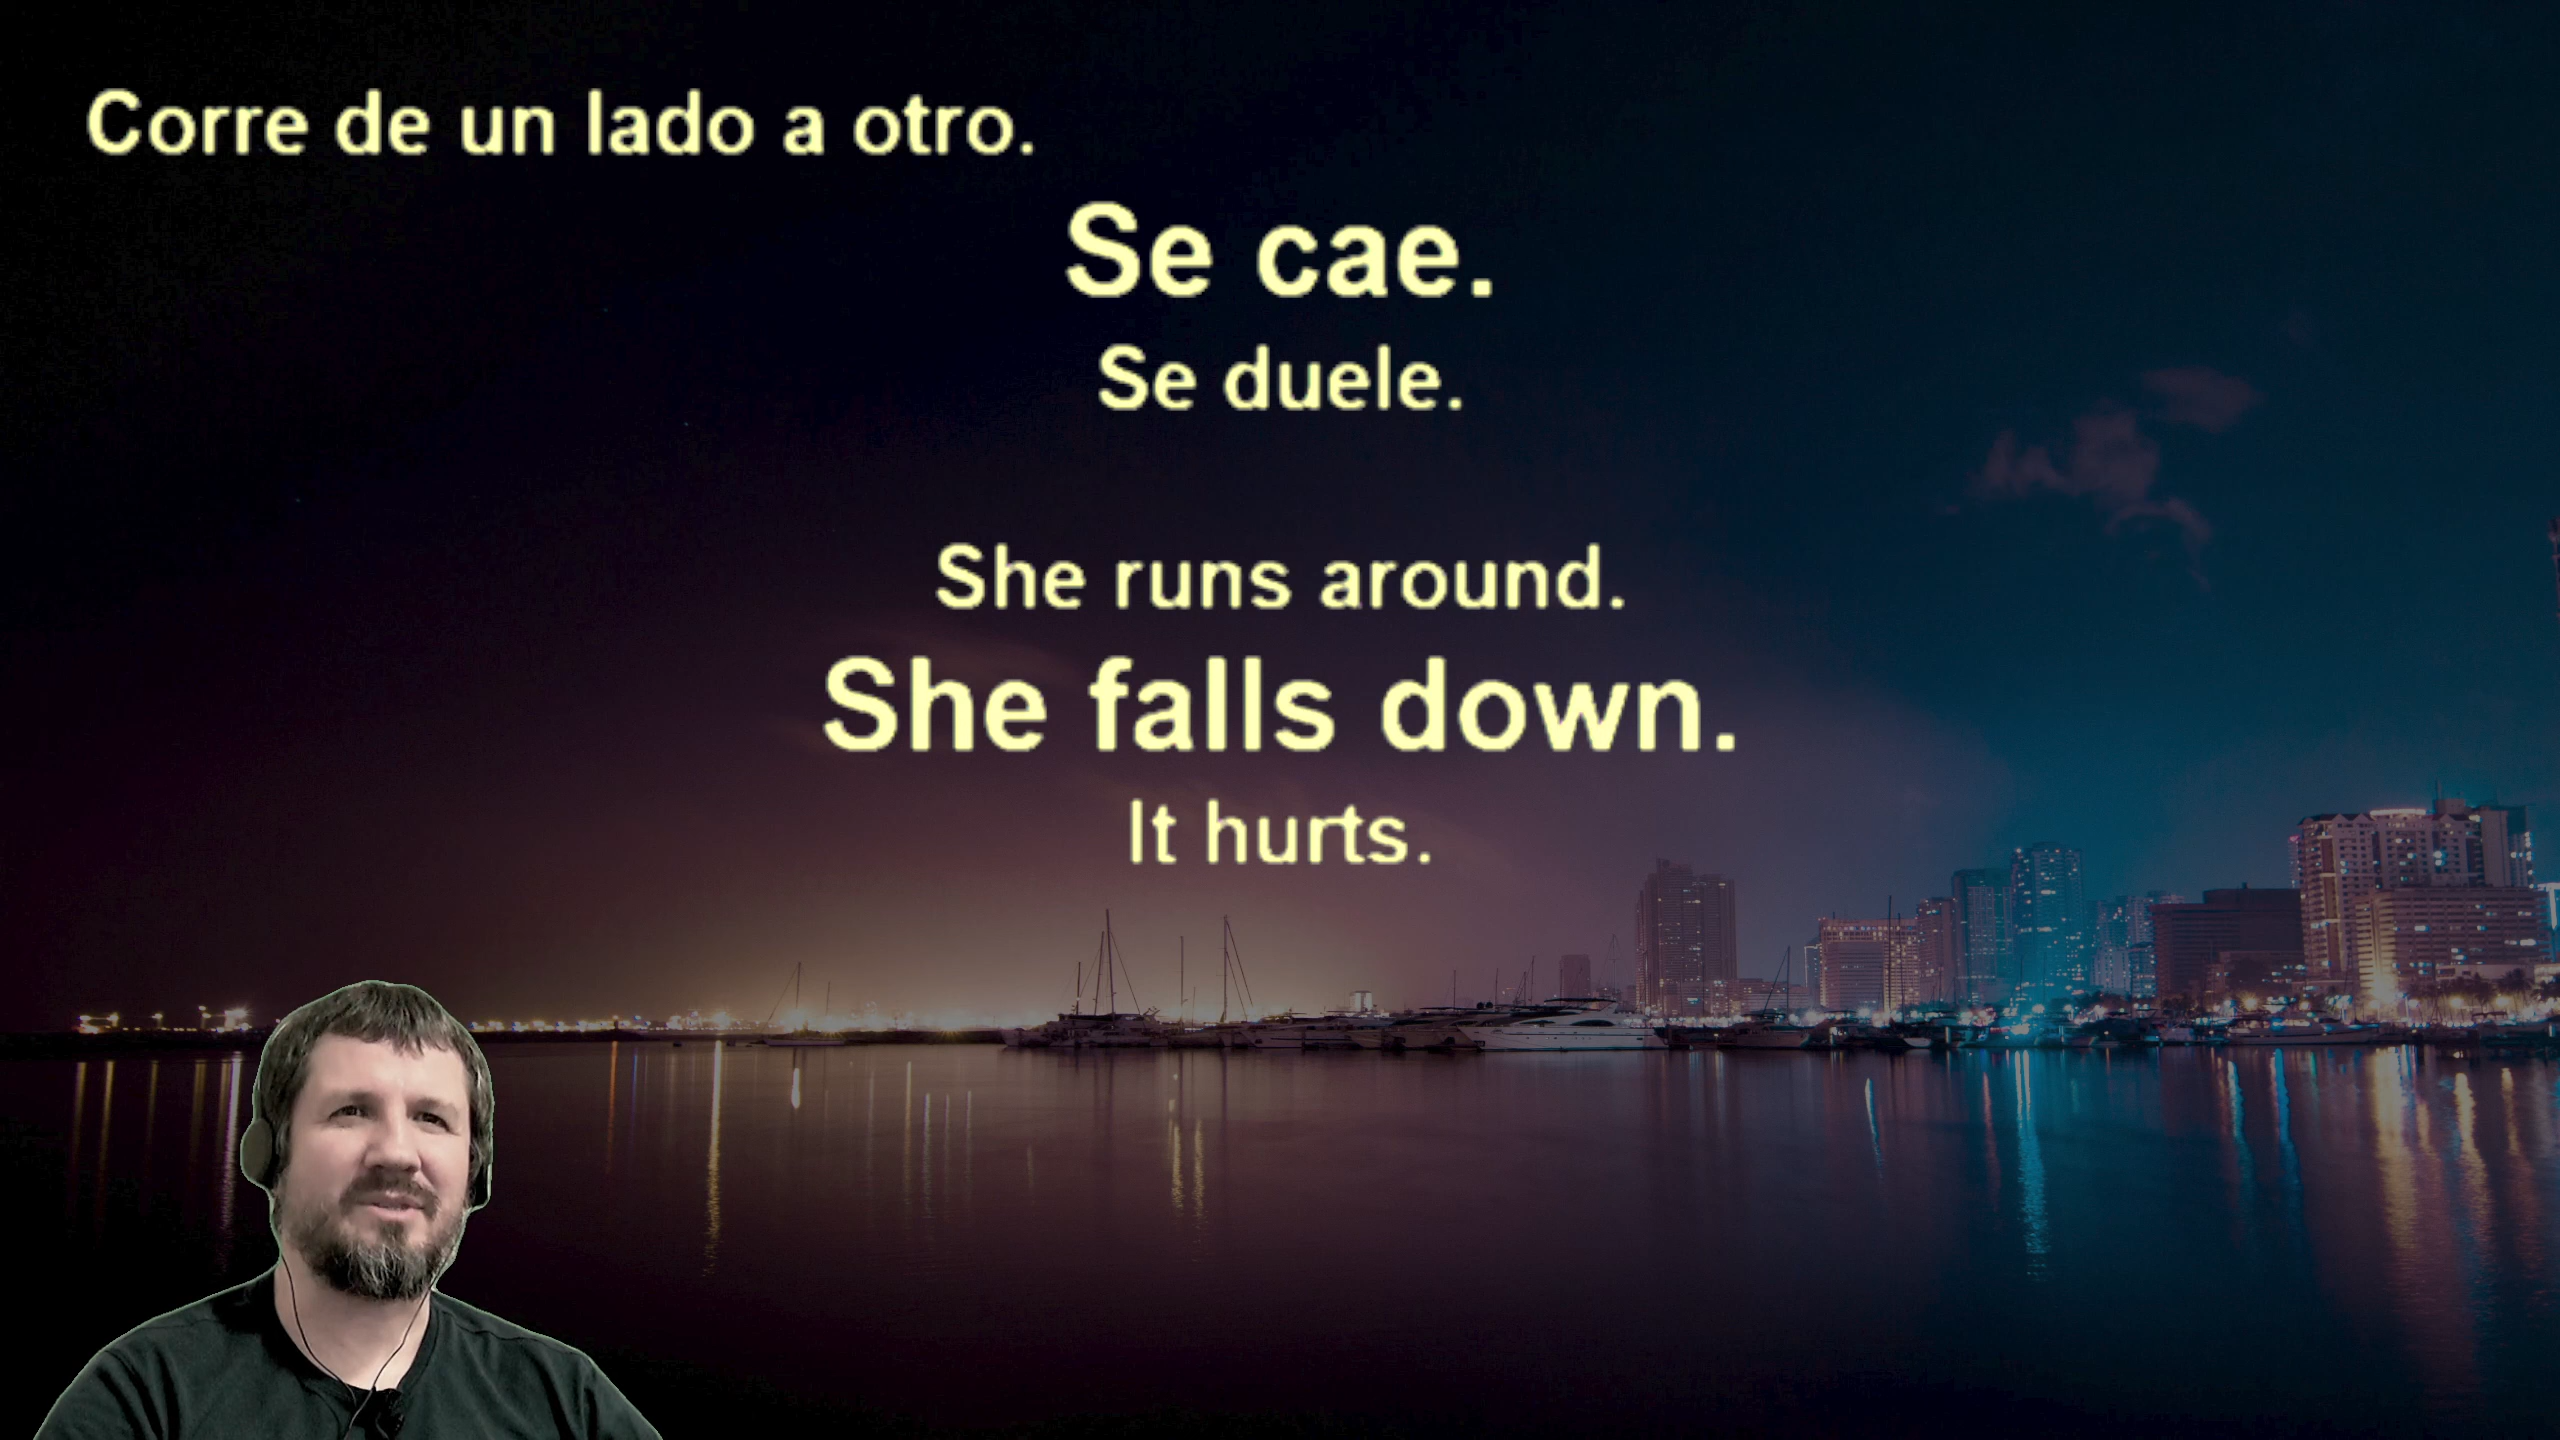 Corre de un lado a otro.
Se cae.
Se duele.
She runs around.
She falls down.
It hurts.